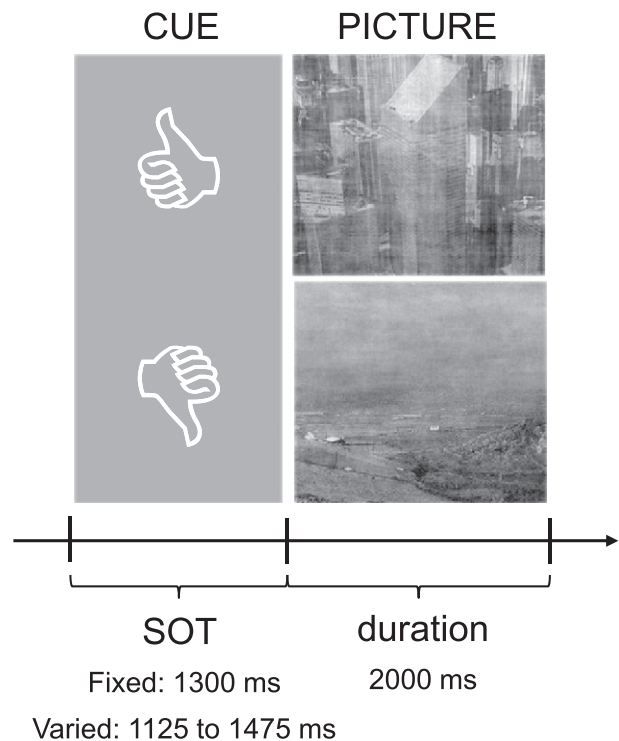 CUE
PICTURE
SOT
duration
Fixed: 1300 ms
2000 ms
Varied: 1125 to 1475 ms